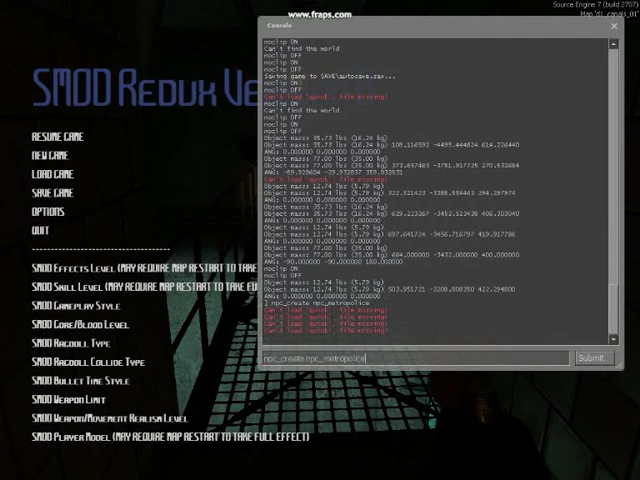 www.fraps.com
Source Engine 7 (build 2707)
Map 'd1_canals_01'
Console
SMOD Redux Ve
RESUME GAME
NEW GAME
LOAD GAME
SAVE GAME
OPTIONS
QUIT
SMOD Effects Level (MAY REQUIRE MAP RESTART TO TAKE
SMOD Skill Level (MAY REQUIRE MAP RESTART TO TAKE FU
SMOD Gameplay Style
SMOD Gore/Blood Level
SMOD Ragdoll Type
SMOD Ragdoll Collide Type
SMOD Bullet Time Style
SMOD Weapon Limit
SMOD Weapon/Movement Realism Level
SMOD Player Model (MAY REQUIRE MAP RESTART TO TAKE FULL EFFECT)
noclip ON
Can't find the world
noclip OFF
noclip ON
noclip OFF
Saving game to SAVE\autosave.sav...
noclip ON
noclip OFF
Can't load 'quick', file missing!
noclip ON
Can't find the world
noclip OFF
noclip ON
noclip OFF
Object mass: 35.73 lbs (16.24 kg)
Object mass: 35.73 lbs (16.24 kg) 108.116592 -4495.444824 614.226440
ANG: 0.000000 0.000000 0.000000
Object mass: 77.00 lbs (35.00 kg)
Object mass: 77.00 lbs (35.00 kg) 372.857483 -3751.917725 270.532684
ANG: -89.929604 -29.932837 359.932831
Can't load 'quick', file missing!
Object mass: 12.74 lbs (5.79 kg)
Object mass: 12.74 lbs (5.79 kg) 322.521423 -3388.554443 294.297974
ANG: 0.000000 0.000000 0.000000
Object mass: 35.73 lbs (16.24 kg)
Object mass: 35.73 lbs (16.24 kg) 629.223267 -3452.523438 406.303040
ANG: 0.000000 0.000000 0.000000
Object mass: 12.74 lbs (5.79 kg)
Object mass: 12.74 lbs (5.79 kg) 697.641724 -3456.716797 419.917786
ANG: 0.000000 0.000000 0.000000
Object mass: 77.00 lbs (35.00 kg)
Object mass: 77.00 lbs (35.00 kg) 664.000000 -3472.000000 400.000000
ANG: -90.000000 -90.000000 180.000000
noclip ON
noclip OFF
Object mass: 12.74 lbs (5.79 kg)
Object mass: 12.74 lbs (5.79 kg) 503.951721 -3208.808350 422.294800
ANG: 0.000000 0.000000 0.000000
] npc_create npc_metropolice
Can't load 'quick', file missing!
Can't load 'quick', file missing!
Can't load 'quick', file missing!
Can't load 'quick', file missing!
npc_create npc_metropolice
Submit